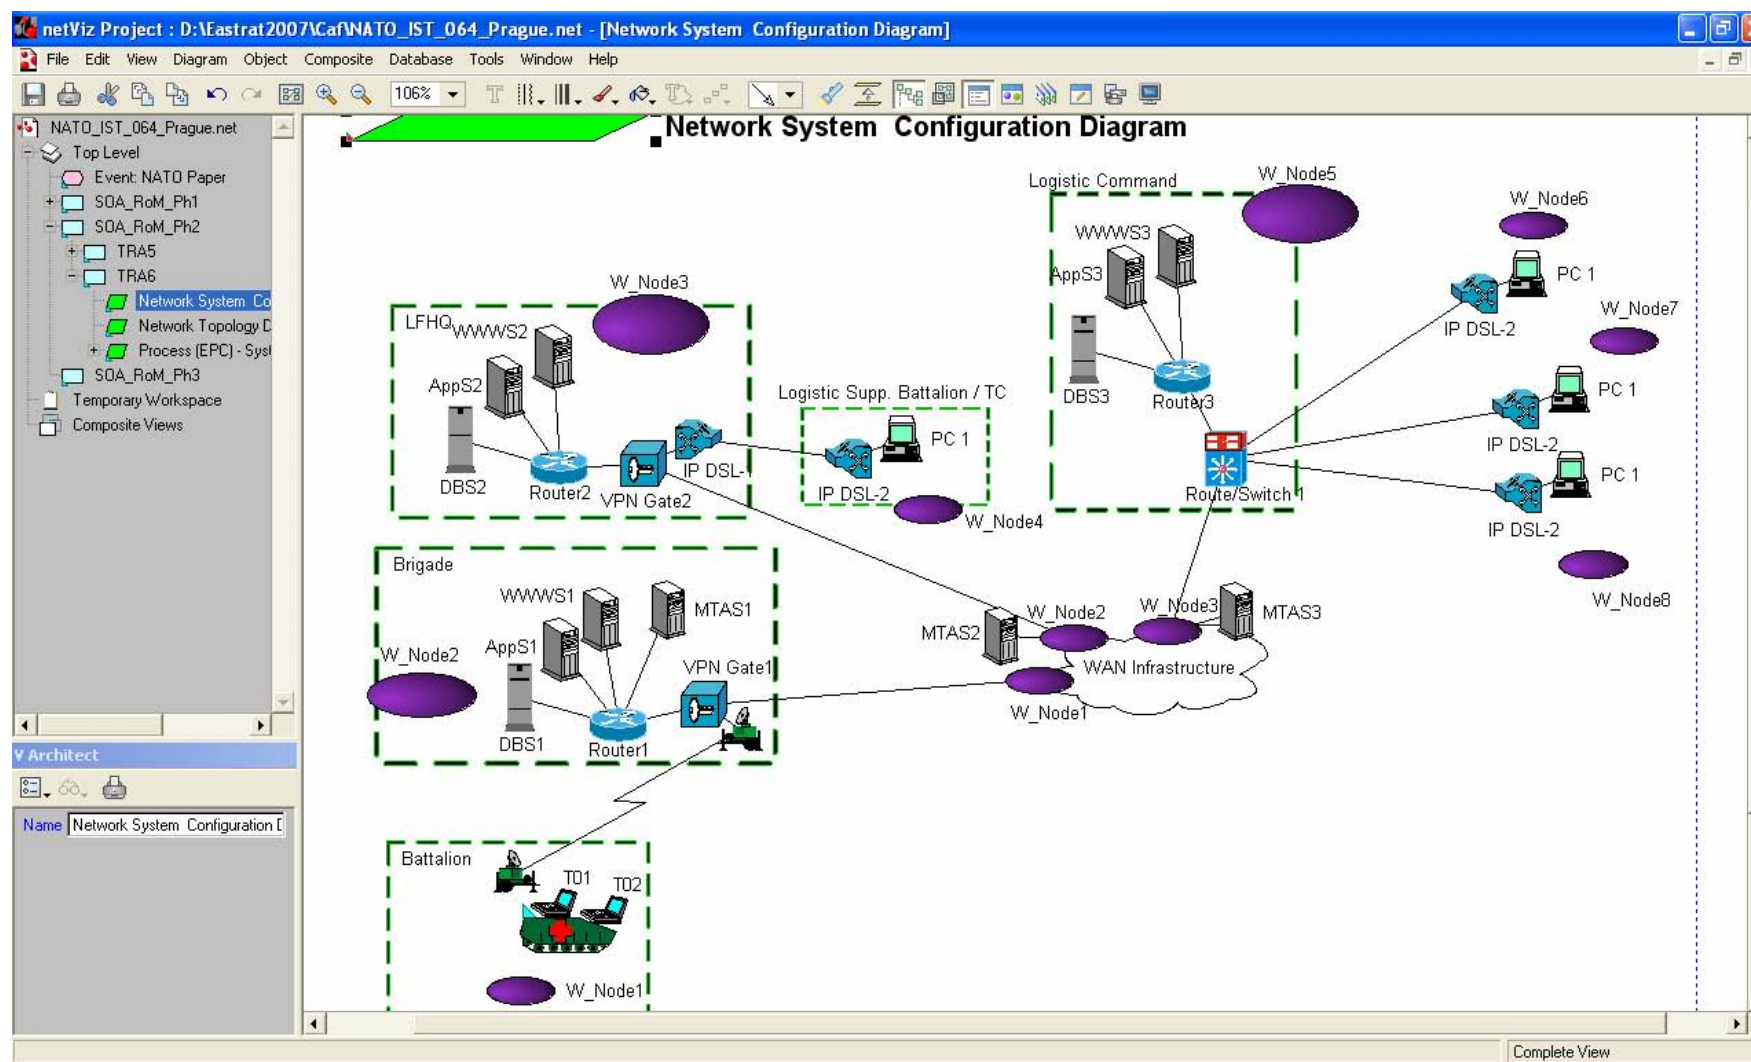 netViz Project : D:\Eastrat2007\Caf\NATO_IST_064_Prague.net - [Network System  Configuration Diagram]
File Edit View Diagram Object Composite Database Tools Window Help
106%
NATO_IST_064_Prague.net
Top Level
Event: NATO Paper
SOA_RoM_Ph1
SOA_RoM_Ph2
TRA5
TRA6
Network System  Co
Network Topology D
Process (EPC) - Syst
SOA_RoM_Ph3
Temporary Workspace
Composite Views
V Architect
Name Network System  Configuration D
Network System  Configuration Diagram
Logistic Command
W_Node5
W_Node6
WWWS3
AppS3
PC 1
IP DSL-2
W_Node7
DBS3
Router3
PC 1
IP DSL-2
PC 1
IP DSL-2
Route/Switch 1
W_Node8
W_Node3
LFHQ
WWWS2
AppS2
DBS2
Router2
VPN Gate2
IP DSL-1
Logistic Supp. Battalion / TC
PC 1
IP DSL-2
W_Node4
Brigade
WWWS1
MTAS1
AppS1
W_Node2
VPN Gate1
DBS1
Router1
MTAS2
W_Node2
W_Node3
MTAS3
WAN Infrastructure
W_Node1
Battalion
T01
T02
W_Node1
Complete View